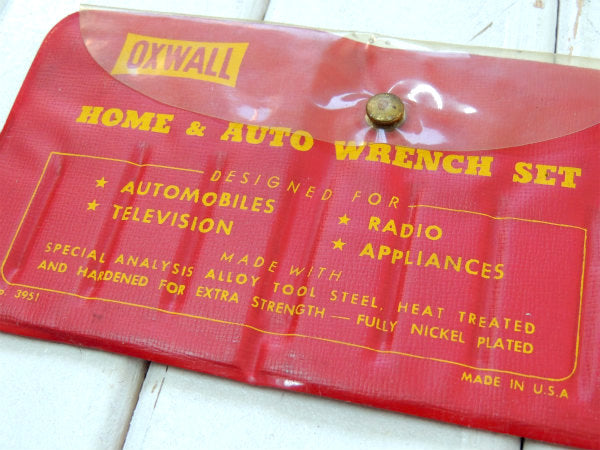 OXWALL
HOME & AUTO WRENCH SET
DESIGNED FOR
★ AUTOMOBILES ★ RADIO
★ TELEVISION ★ APPLIANCES
MADE WITH
SPECIAL ANALYSIS ALLOY TOOL STEEL, HEAT TREATED
AND HARDENED FOR EXTRA STRENGTH — FULLY NICKEL PLATED
3951
MADE IN U.S.A